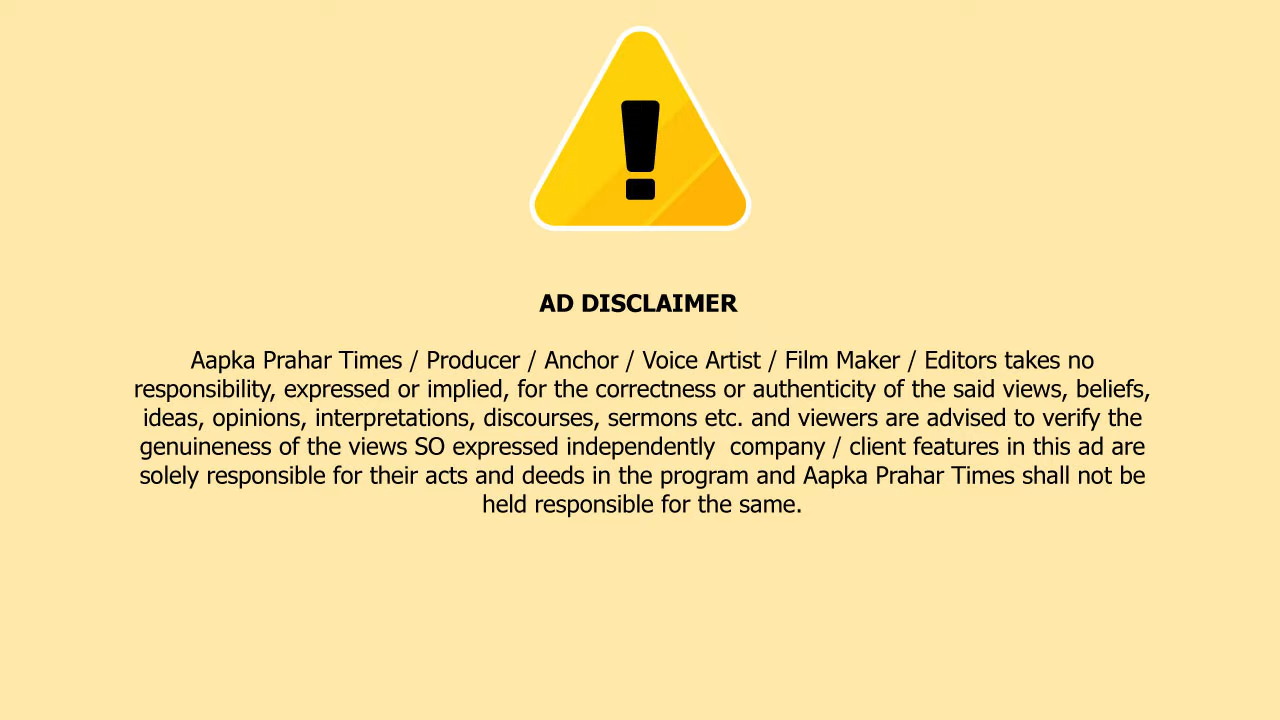 AD DISCLAIMER
Aapka Prahar Times / Producer / Anchor / Voice Artist / Film Maker / Editors takes no
responsibility, expressed or implied, for the correctness or authenticity of the said views, beliefs,
ideas, opinions, interpretations, discourses, sermons etc. and viewers are advised to verify the
genuineness of the views SO expressed independently  company / client features in this ad are
solely responsible for their acts and deeds in the program and Aapka Prahar Times shall not be
held responsible for the same.